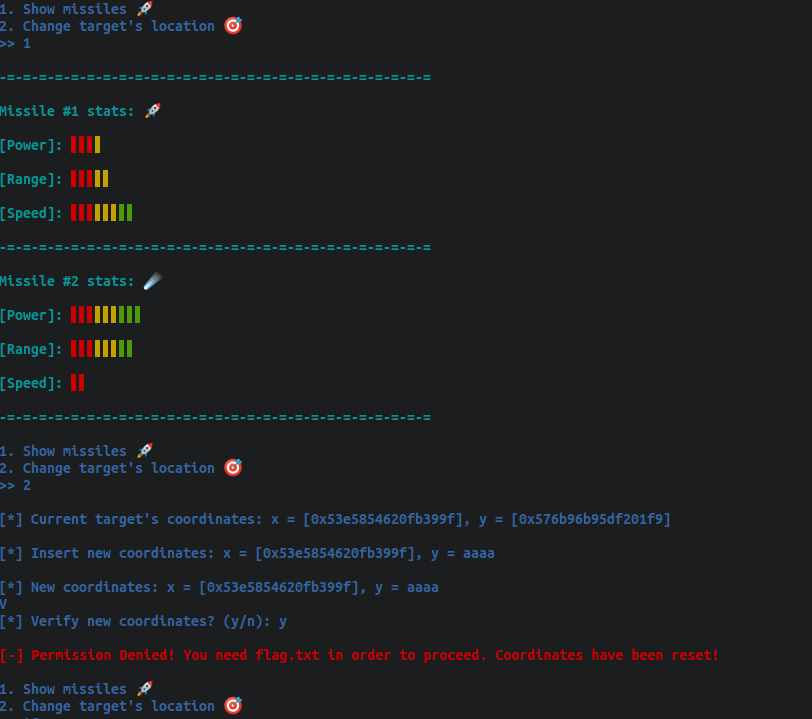 1. Show missiles 🚀
2. Change target's location 🎯
>> 1
-=-=-=-=-=-=-=-=-=-=-=-=-=-=-=-=-=-=-=-=-=-=-=-=-=-=-=
Missile #1 stats: 🚀
[Power]: ▮▮▮▮
[Range]: ▮▮▮▮▮
[Speed]: ▮▮▮▮▮▮▮▮
-=-=-=-=-=-=-=-=-=-=-=-=-=-=-=-=-=-=-=-=-=-=-=-=-=-=-=
Missile #2 stats: ☄️
[Power]: ▮▮▮▮▮▮▮▮▮
[Range]: ▮▮▮▮▮▮▮▮
[Speed]: ▮▮
-=-=-=-=-=-=-=-=-=-=-=-=-=-=-=-=-=-=-=-=-=-=-=-=-=-=-=
1. Show missiles 🚀
2. Change target's location 🎯
>> 2
[*] Current target's coordinates: x = [0x53e5854620fb399f], y = [0x576b96b95df201f9]
[*] Insert new coordinates: x = [0x53e5854620fb399f], y = aaaa
[*] New coordinates: x = [0x53e5854620fb399f], y = aaaa
V
[*] Verify new coordinates? (y/n): y
[-] Permission Denied! You need flag.txt in order to proceed. Coordinates have been reset!
1. Show missiles 🚀
2. Change target's location 🎯